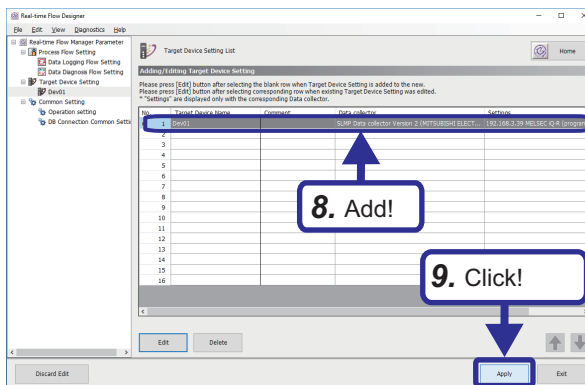 Real-time Flow Designer
File Edit View Diagnostics Help
Real-time Flow Manager Parameter
Process Flow Setting
Data Logging Flow Setting
Data Diagnosis Flow Setting
Target Device Setting
Dev01
Common Setting
Operation setting
DB Connection Common Settin
Target Device Setting List
Home
Adding/Editing Target Device Setting
Please press [Edit] button after selecting the blank row when Target Device Setting is added to the new.
Please press [Edit] button after selecting corresponding row when existing Target Device Setting was edited.
* "Settings" are displayed only with the corresponding Data collector.
No. Target Device Name Comment Data collector Settings
1 Dev01 SLMP Data collector Version 2 (MITSUBISHI ELECT... 192.168.3.39 MELSEC iQ-R (program
2
3
4
5
6
7
8
9
10
11
12
13
14
15
16
8. Add!
9. Click!
Edit Delete
Discard Edit Apply Exit